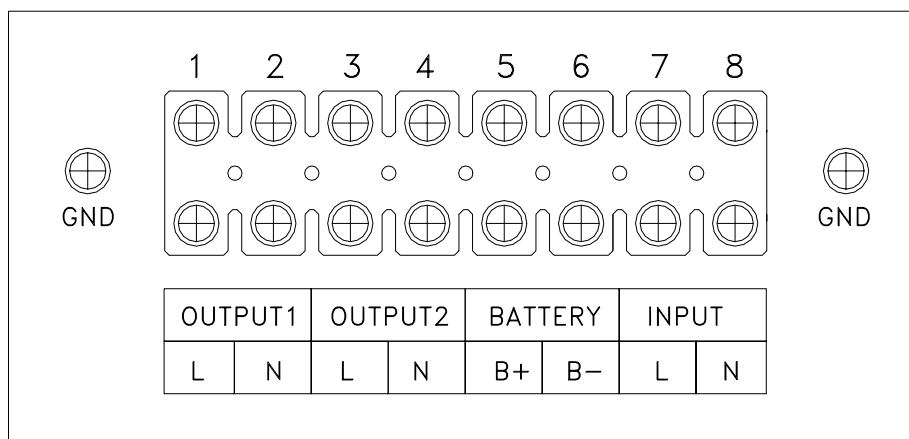 1 2 3 4 5 6 7 8
GND GND
OUTPUT1 OUTPUT2 BATTERY INPUT
L N L N B+ B− L N